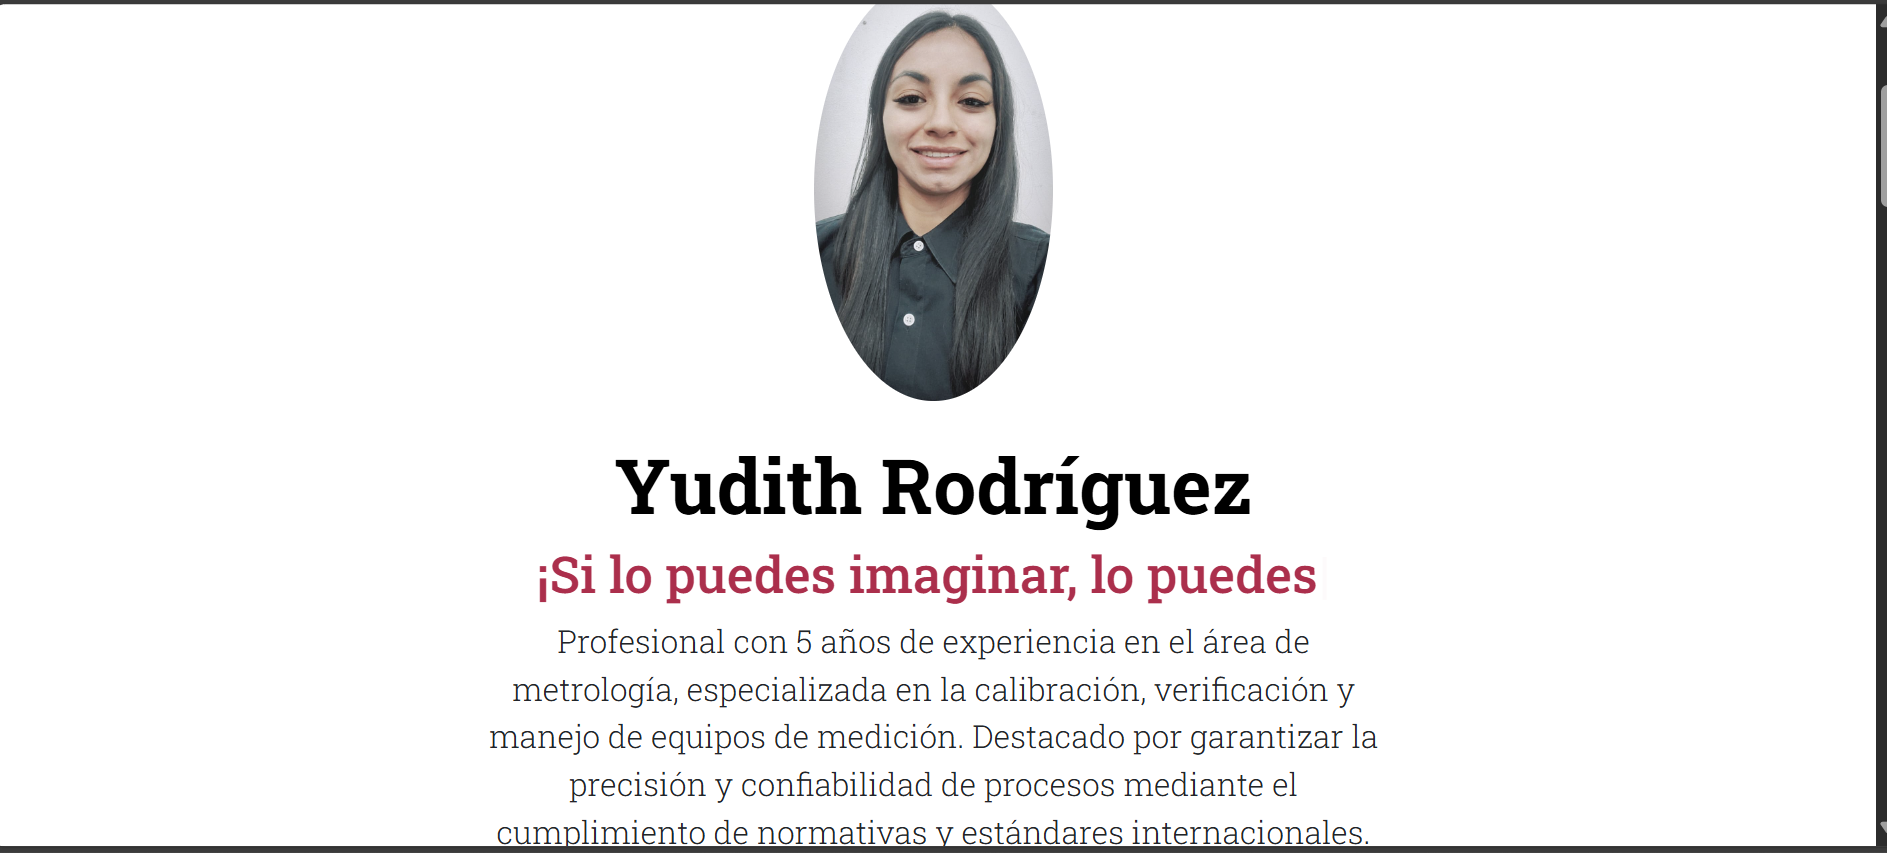 Yudith Rodríguez
¡Si lo puedes imaginar, lo puedes
Profesional con 5 años de experiencia en el área de
metrología, especializada en la calibración, verificación y
manejo de equipos de medición. Destacado por garantizar la
precisión y confiabilidad de procesos mediante el
cumplimiento de normativas y estándares internacionales.